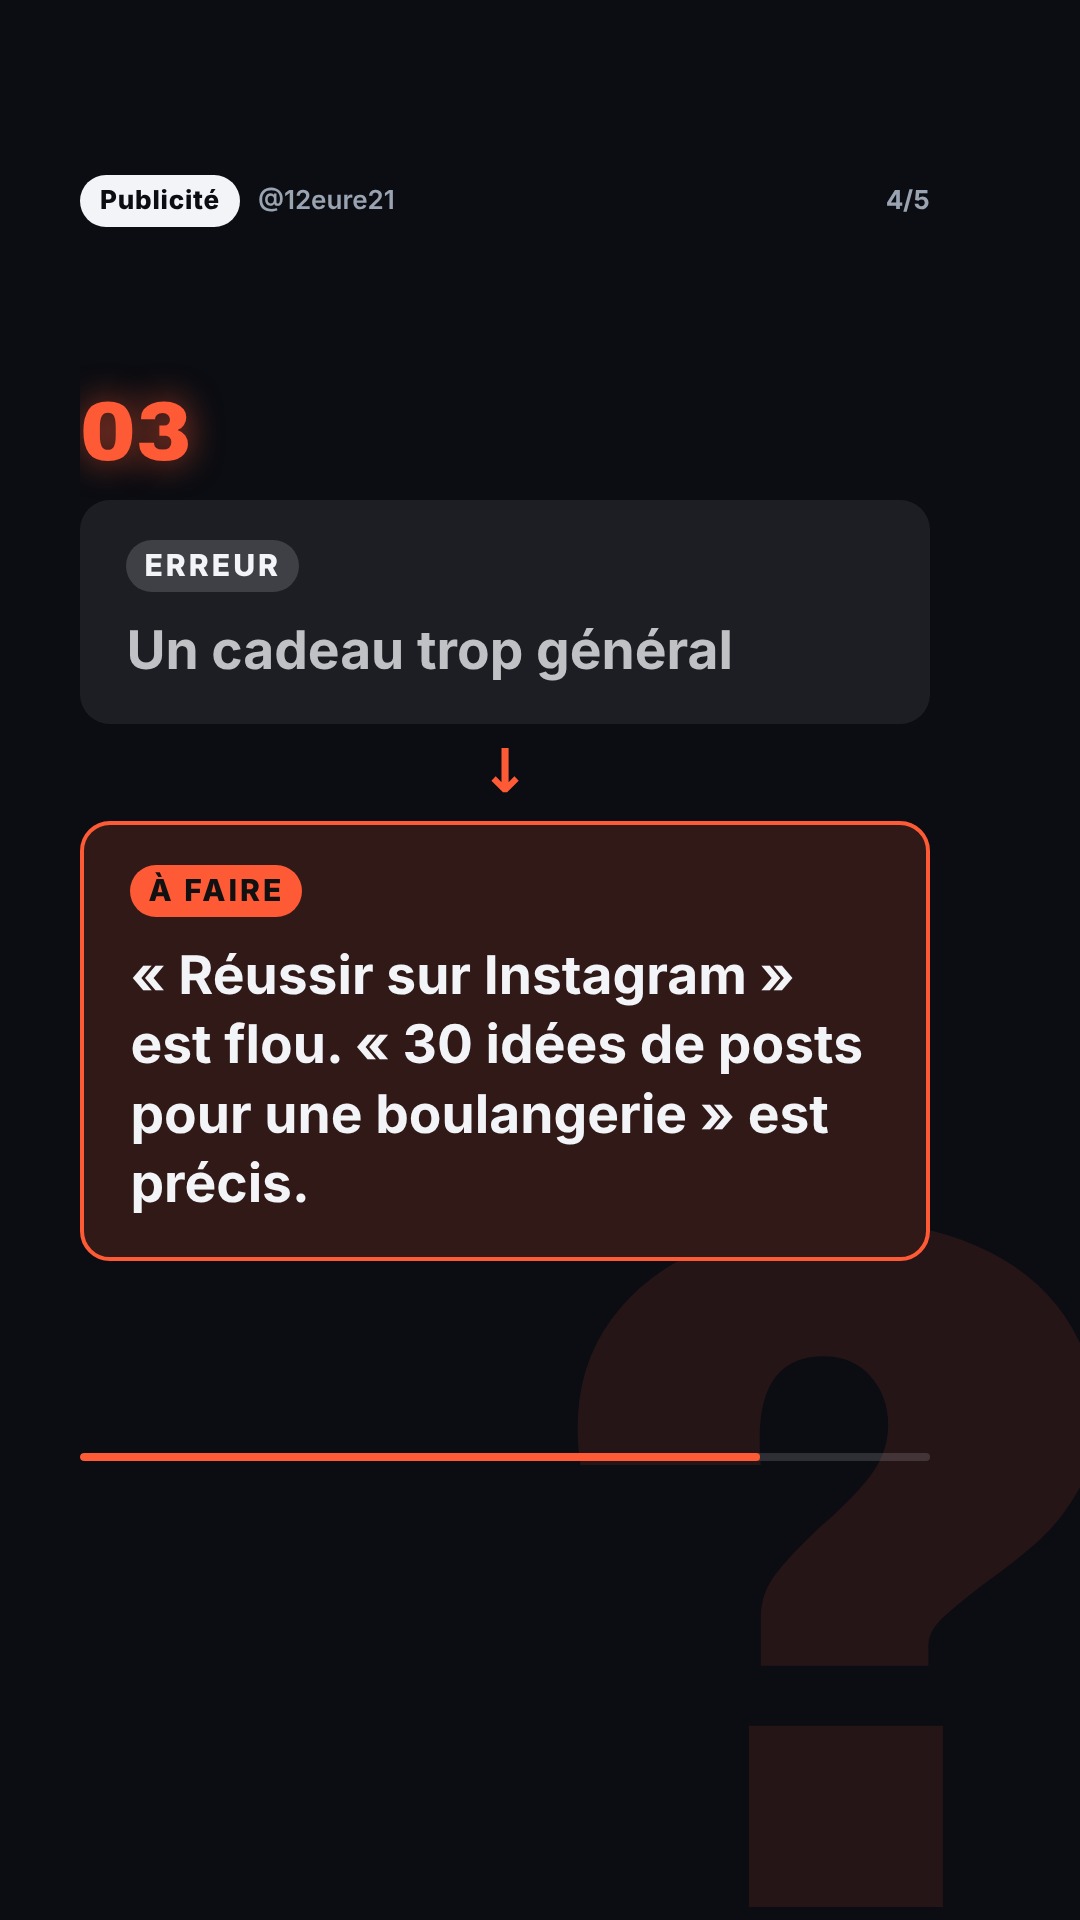 Publicité @12eure21 4/5
03
ERREUR
Un cadeau trop général
↓
À FAIRE
« Réussir sur Instagram »
est flou. « 30 idées de posts
pour une boulangerie » est
précis.
?